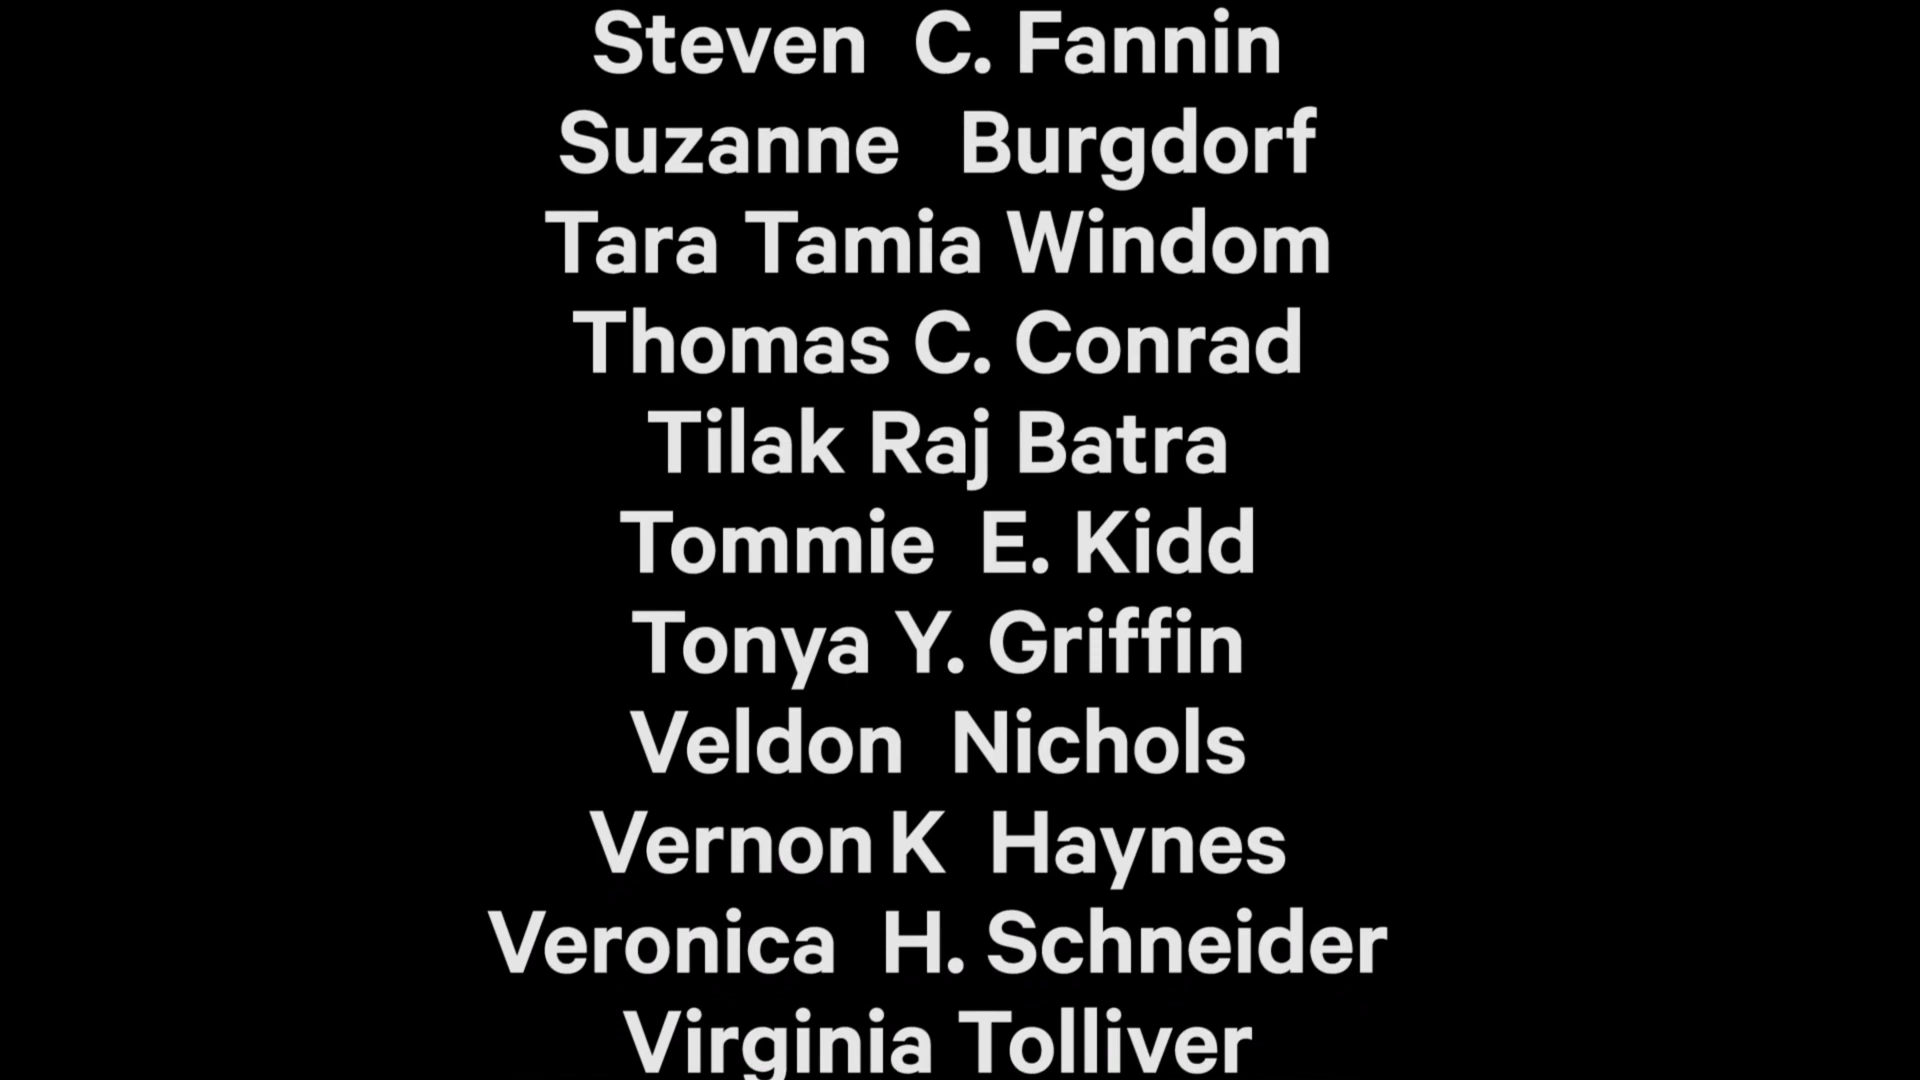 Steven C. Fannin
Suzanne Burgdorf
Tara Tamia Windom
Thomas C. Conrad
Tilak Raj Batra
Tommie E. Kidd
Tonya Y. Griffin
Veldon Nichols
Vernon K Haynes
Veronica H. Schneider
Virginia Tolliver